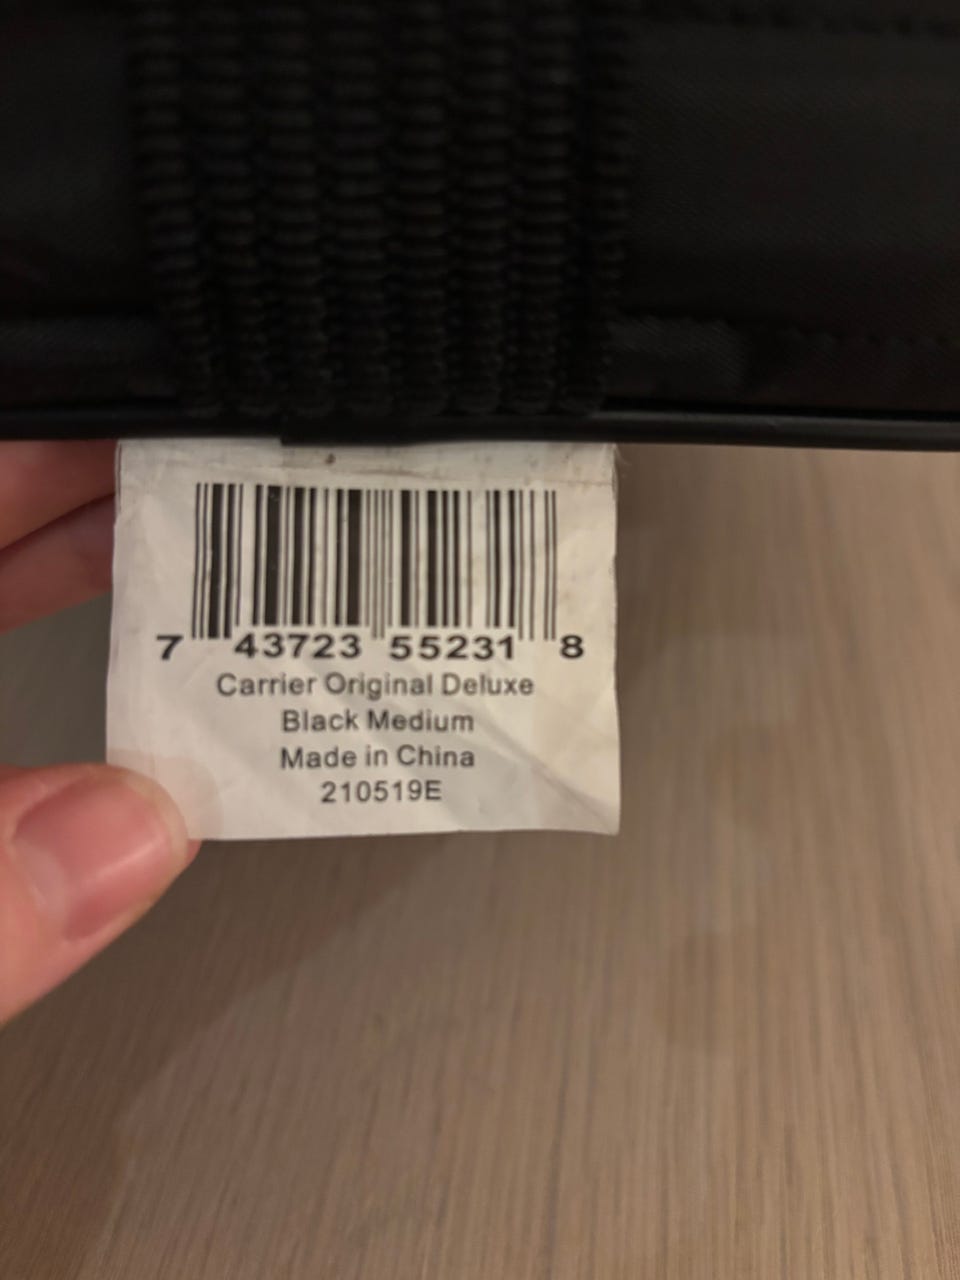 7 43723 55231 8
Carrier Original Deluxe
Black Medium
Made in China
210519E